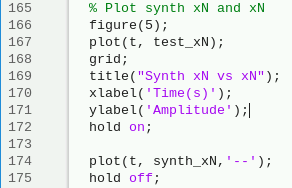 165 % Plot synth xN and xN
166 figure(5);
167 plot(t, test_xN);
168 grid;
169 title("Synth xN vs xN");
170 xlabel('Time(s)');
171 ylabel('Amplitude');
172 hold on;
173
174 plot(t, synth_xN,'--');
175 hold off;